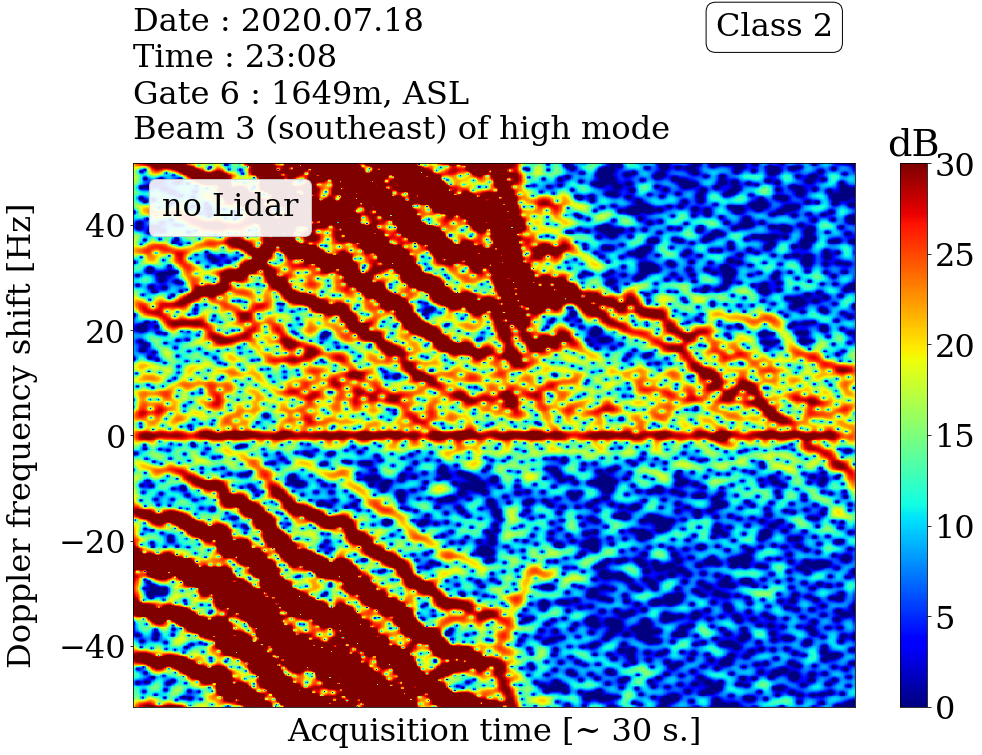 Date : 2020.07.18
Time : 23:08
Gate 6 : 1649m, ASL
Beam 3 (southeast) of high mode
Class 2
dB
no Lidar
Doppler frequency shift [Hz]
40
20
0
−20
−40
Acquisition time [~ 30 s.]
30
25
20
15
10
5
0